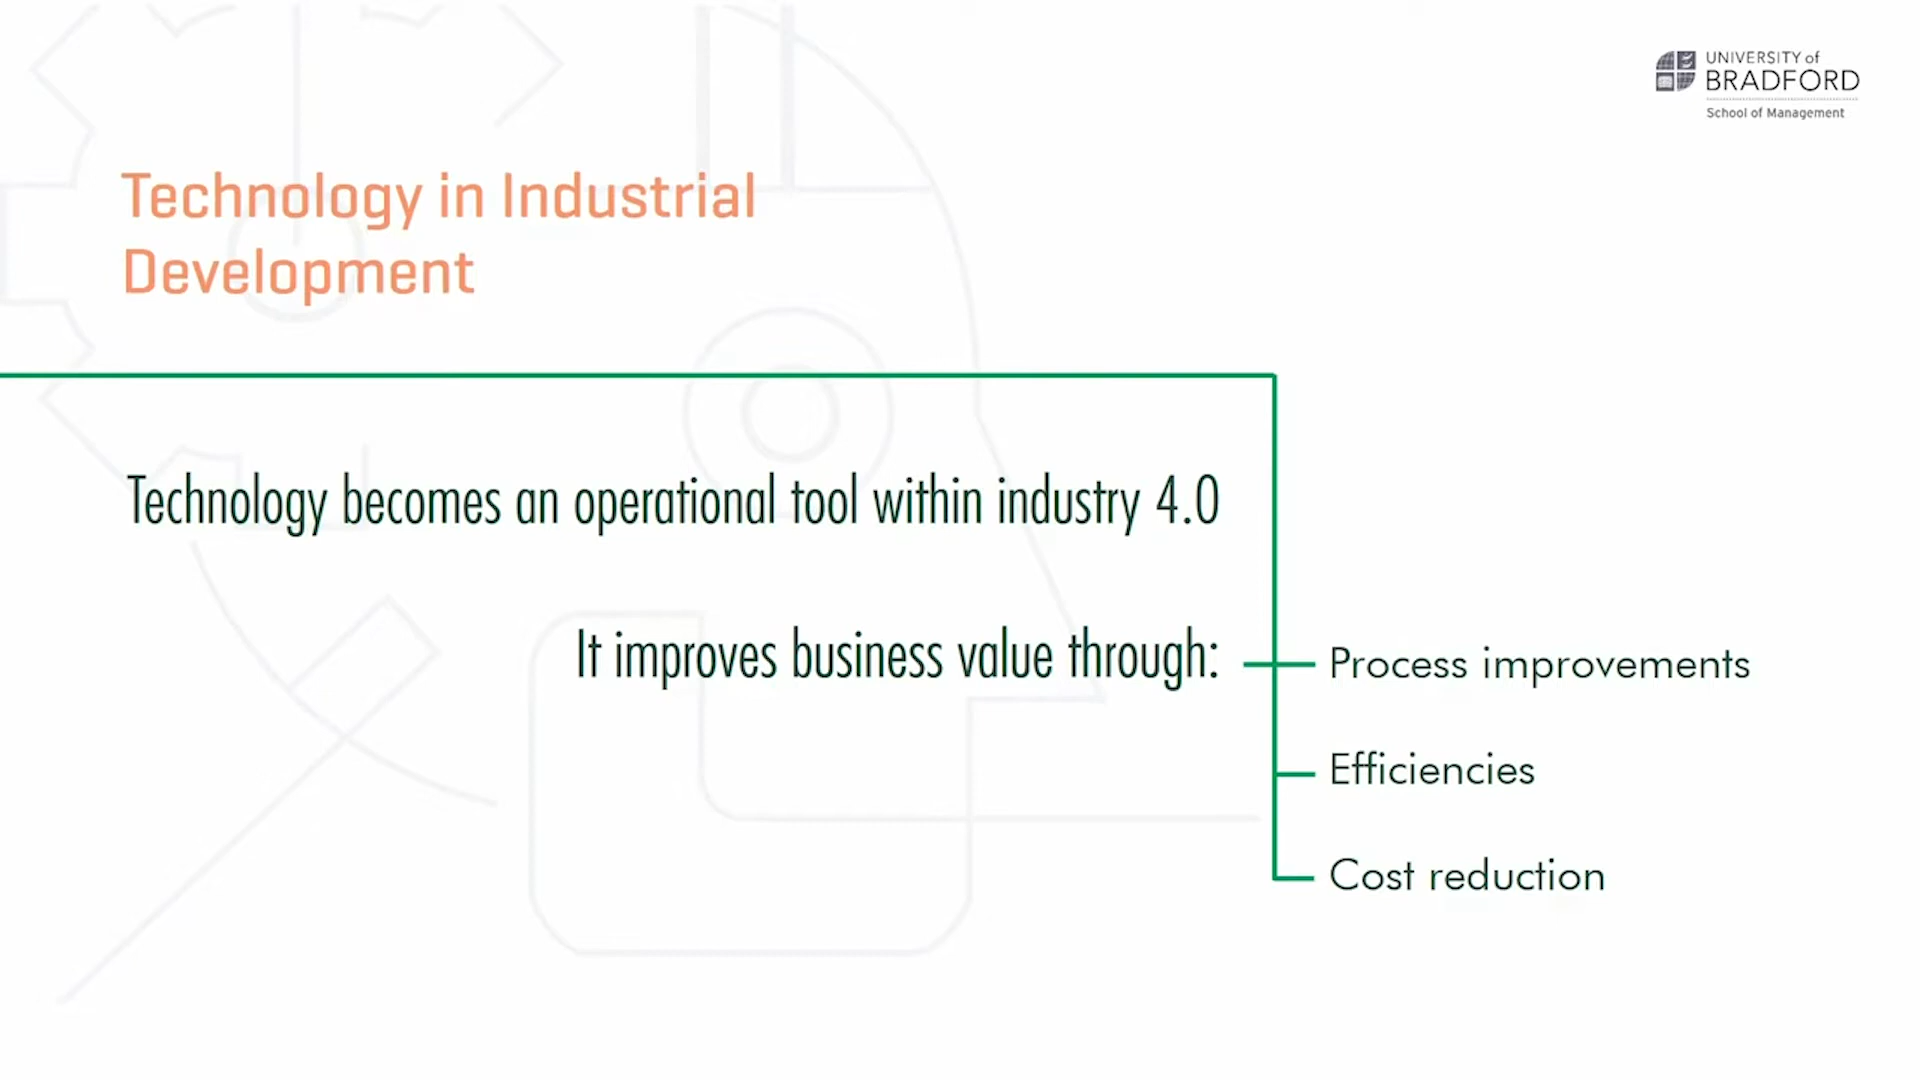 UNIVERSITY of
BRADFORD
School of Management
Technology in Industrial
Development
Technology becomes an operational tool within industry 4.0
It improves business value through:
Process improvements
Efficiencies
Cost reduction